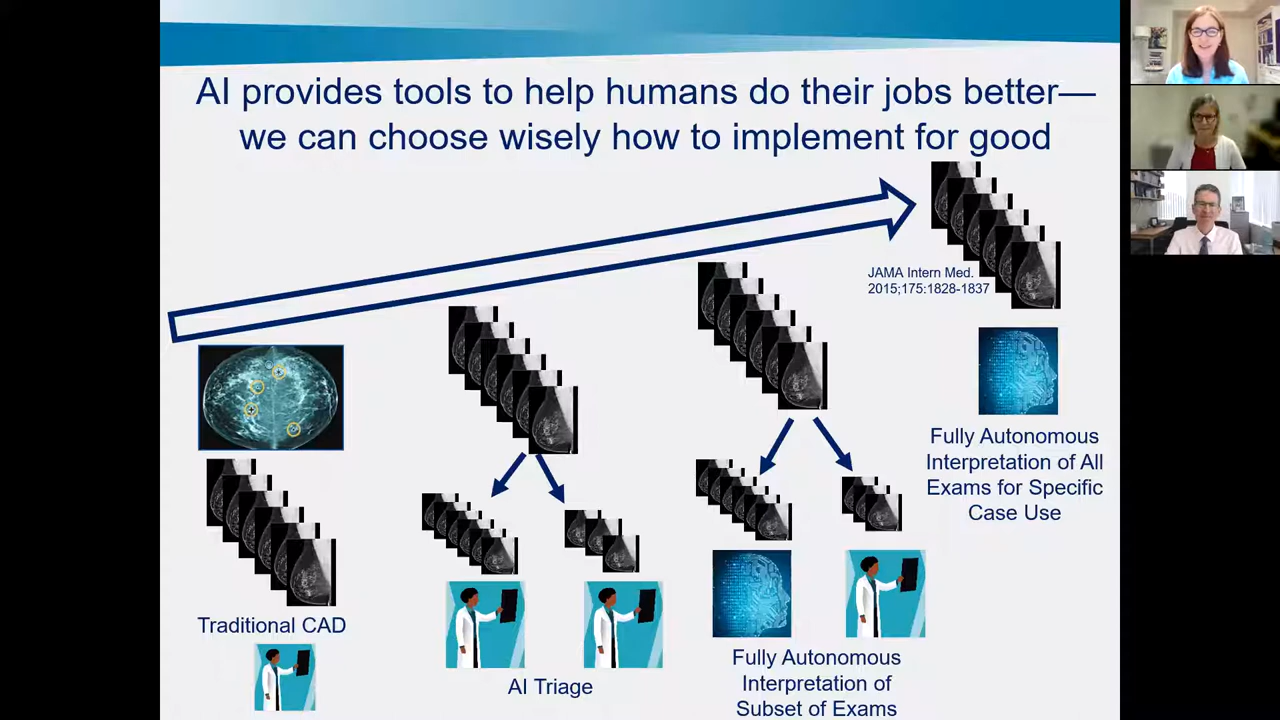 AI provides tools to help humans do their jobs better—
we can choose wisely how to implement for good
JAMA Intern Med.
2015;175:1828-1837
Fully Autonomous
Interpretation of All
Exams for Specific
Case Use
Traditional CAD
AI Triage
Fully Autonomous
Interpretation of
Subset of Exams